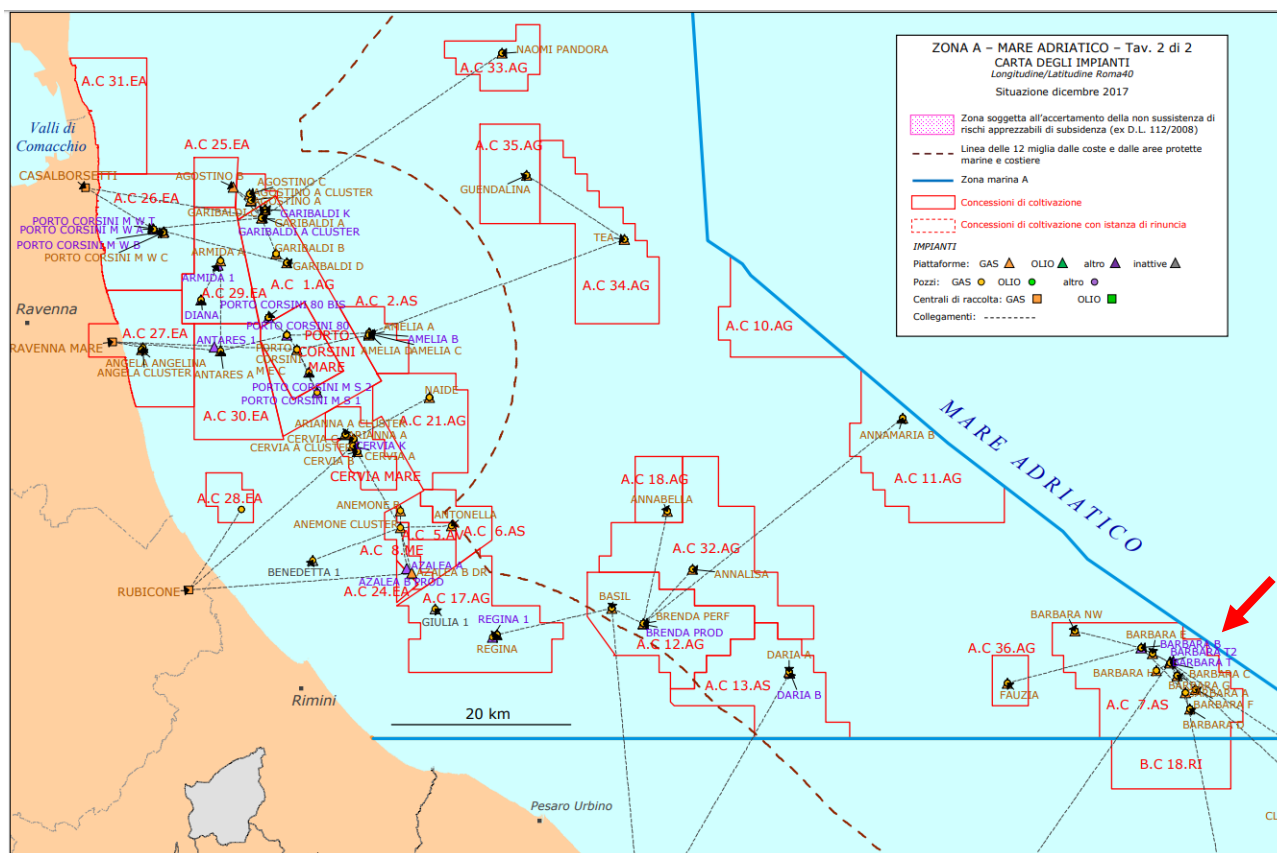 ZONA A – MARE ADRIATICO – Tav. 2 di 2
CARTA DEGLI IMPIANTI
Longitudine/Latitudine Roma40
Situazione dicembre 2017
Zona soggetta all'accertamento della non sussistenza di
rischi apprezzabili di subsidenza (ex D.L. 112/2008)
Linea delle 12 miglia dalle coste e dalle aree protette
marine e costiere
Zona marina A
Concessioni di coltivazione
Concessioni di coltivazione con istanza di rinuncia
IMPIANTI
Piattaforme: GAS OLIO altro inattive
Pozzi: GAS OLIO altro
Centrali di raccolta: GAS OLIO
Collegamenti:
NAOMI PANDORA
A.C 33.AG
A.C 31.EA
Valli di
Comacchio
A.C 25.EA
A.C 35.AG
CASALBORSETTI
AGOSTINO B
AGOSTINO C
AGOSTINO A CLUSTER
AGOSTINO A
GUENDALINA
A.C 26.EA
GARIBALDI
GARIBALDI K
GARIBALDI A
GARIBALDI A CLUSTER
PORTO CORSINI M W T
PORTO CORSINI M W A
PORTO CORSINI M W B
PORTO CORSINI M W C
TEA
GARIBALDI B
ARMIDA A
GARIBALDI D
ARMIDA 1
A.C 1.AG
A.C 34.AG
A.C 29.EA
A.C 2.AS
DIANA
PORTO CORSINI 80 BIS
Ravenna
PORTO CORSINI 80
A.C 10.AG
A.C 27.EA
AMELIA A
AMELIA B
RAVENNA MARE
ANTARES 1
PORTO
CORSINI
MARE
AMELIA D
AMELIA C
ANGELA ANGELINA
ANGELA CLUSTER
ANTARES A
PORTO
CORSINI
M E C
PORTO CORSINI M S 2
PORTO CORSINI M S 1
NAIDE
A.C 30.EA
A.C 21.AG
MARE ADRIATICO
ARIANNA A CLUSTER
ARIANNA A
CERVIA C
CERVIA A CLUSTER
CERVIA K
CERVIA B
CERVIA A
ANNAMARIA B
CERVIA MARE
A.C 11.AG
A.C 18.AG
A.C 28.EA
ANNABELLA
ANEMONE B
ANEMONE CLUSTER
ANTONELLA
A.C 5.AV
A.C 6.AS
A.C 8.ME
A.C 32.AG
BENEDETTA 1
AZALEA A
AZALEA B DR
AZALEA B PROD
ANNALISA
RUBICONE
A.C 24.EA
A.C 17.AG
BASIL
GIULIA 1
REGINA 1
BRENDA PERF
BRENDA PROD
REGINA
A.C 12.AG
BARBARA NW
BARBARA E
BARBARA B
BARBARA T2
BARBARA T
A.C 36.AG
DARIA A
BARBARA H
BARBARA C
BARBARA G
BARBARA A
FAUZIA
A.C 13.AS
DARIA B
A.C 7.AS
BARBARA F
BARBARA D
Rimini
20 km
B.C 18.RI
Pesaro Urbino
CL